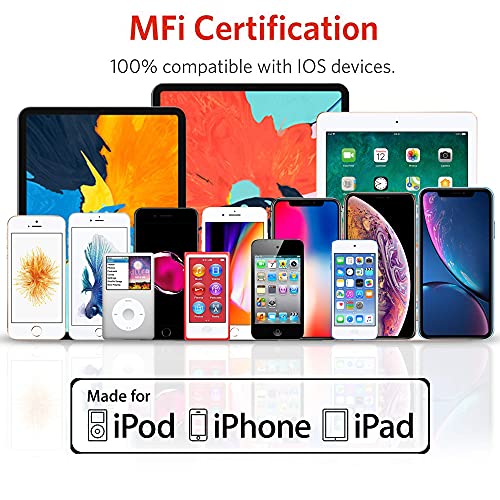 MFi Certification
100% compatible with IOS devices.
Made for
iPod iPhone iPad